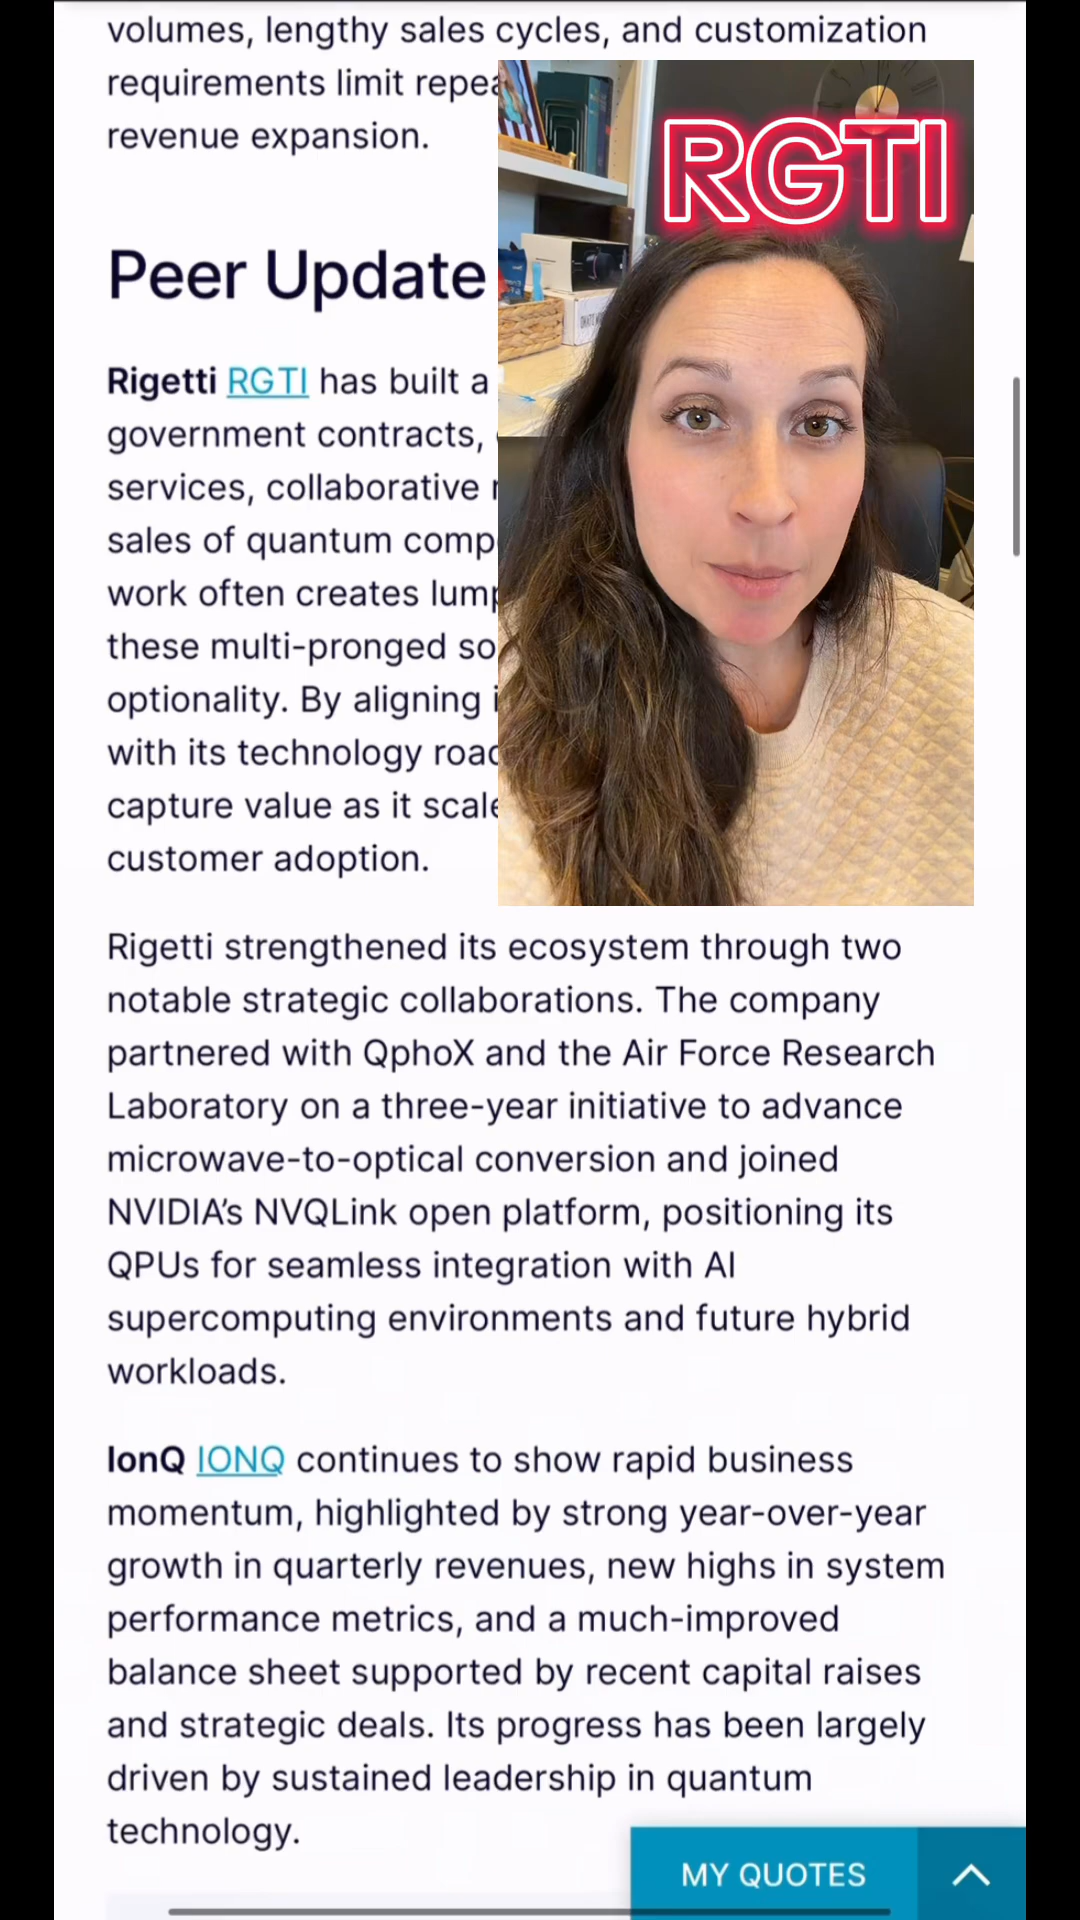 volumes, lengthy sales cycles, and customization
requirements limit
revenue expansion.
RGTI
Peer Update
Rigetti RGTI has built a
government contracts,
services, collaborative
sales of quantum
work often creates
these multi-pronged
optionality. By aligning
with its technology
capture value as it
customer adoption.
Rigetti strengthened its ecosystem through two
notable strategic collaborations. The company
partnered with QphoX and the Air Force Research
Laboratory on a three-year initiative to advance
microwave-to-optical conversion and joined
NVIDIA's NVQLink open platform, positioning its
QPUs for seamless integration with AI
supercomputing environments and future hybrid
workloads.
IonQ IONQ continues to show rapid business
momentum, highlighted by strong year-over-year
growth in quarterly revenues, new highs in system
performance metrics, and a much-improved
balance sheet supported by recent capital raises
and strategic deals. Its progress has been largely
driven by sustained leadership in quantum
technology.
MY QUOTES